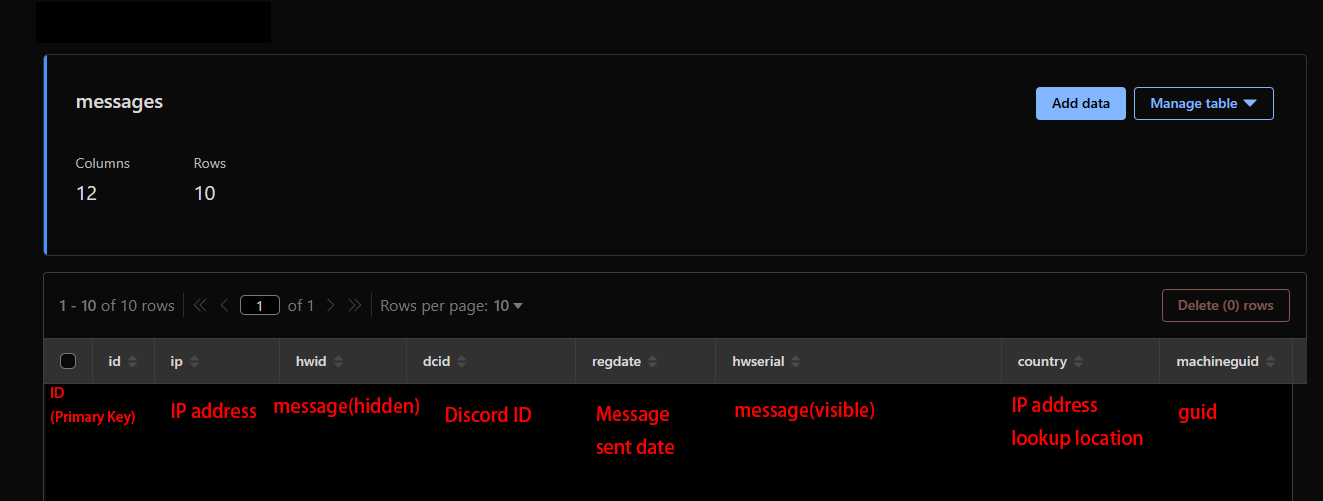 messages
Add data
Manage table
Columns
Rows
12
10
1 - 10 of 10 rows
1
of 1
Rows per page: 10
Delete (0) rows
id ip hwid dcid regdate hwserial country machineguid
ID
(Primary Key)
IP address
message(hidden)
Discord ID
Message
sent date
message(visible)
IP address
lookup location
guid